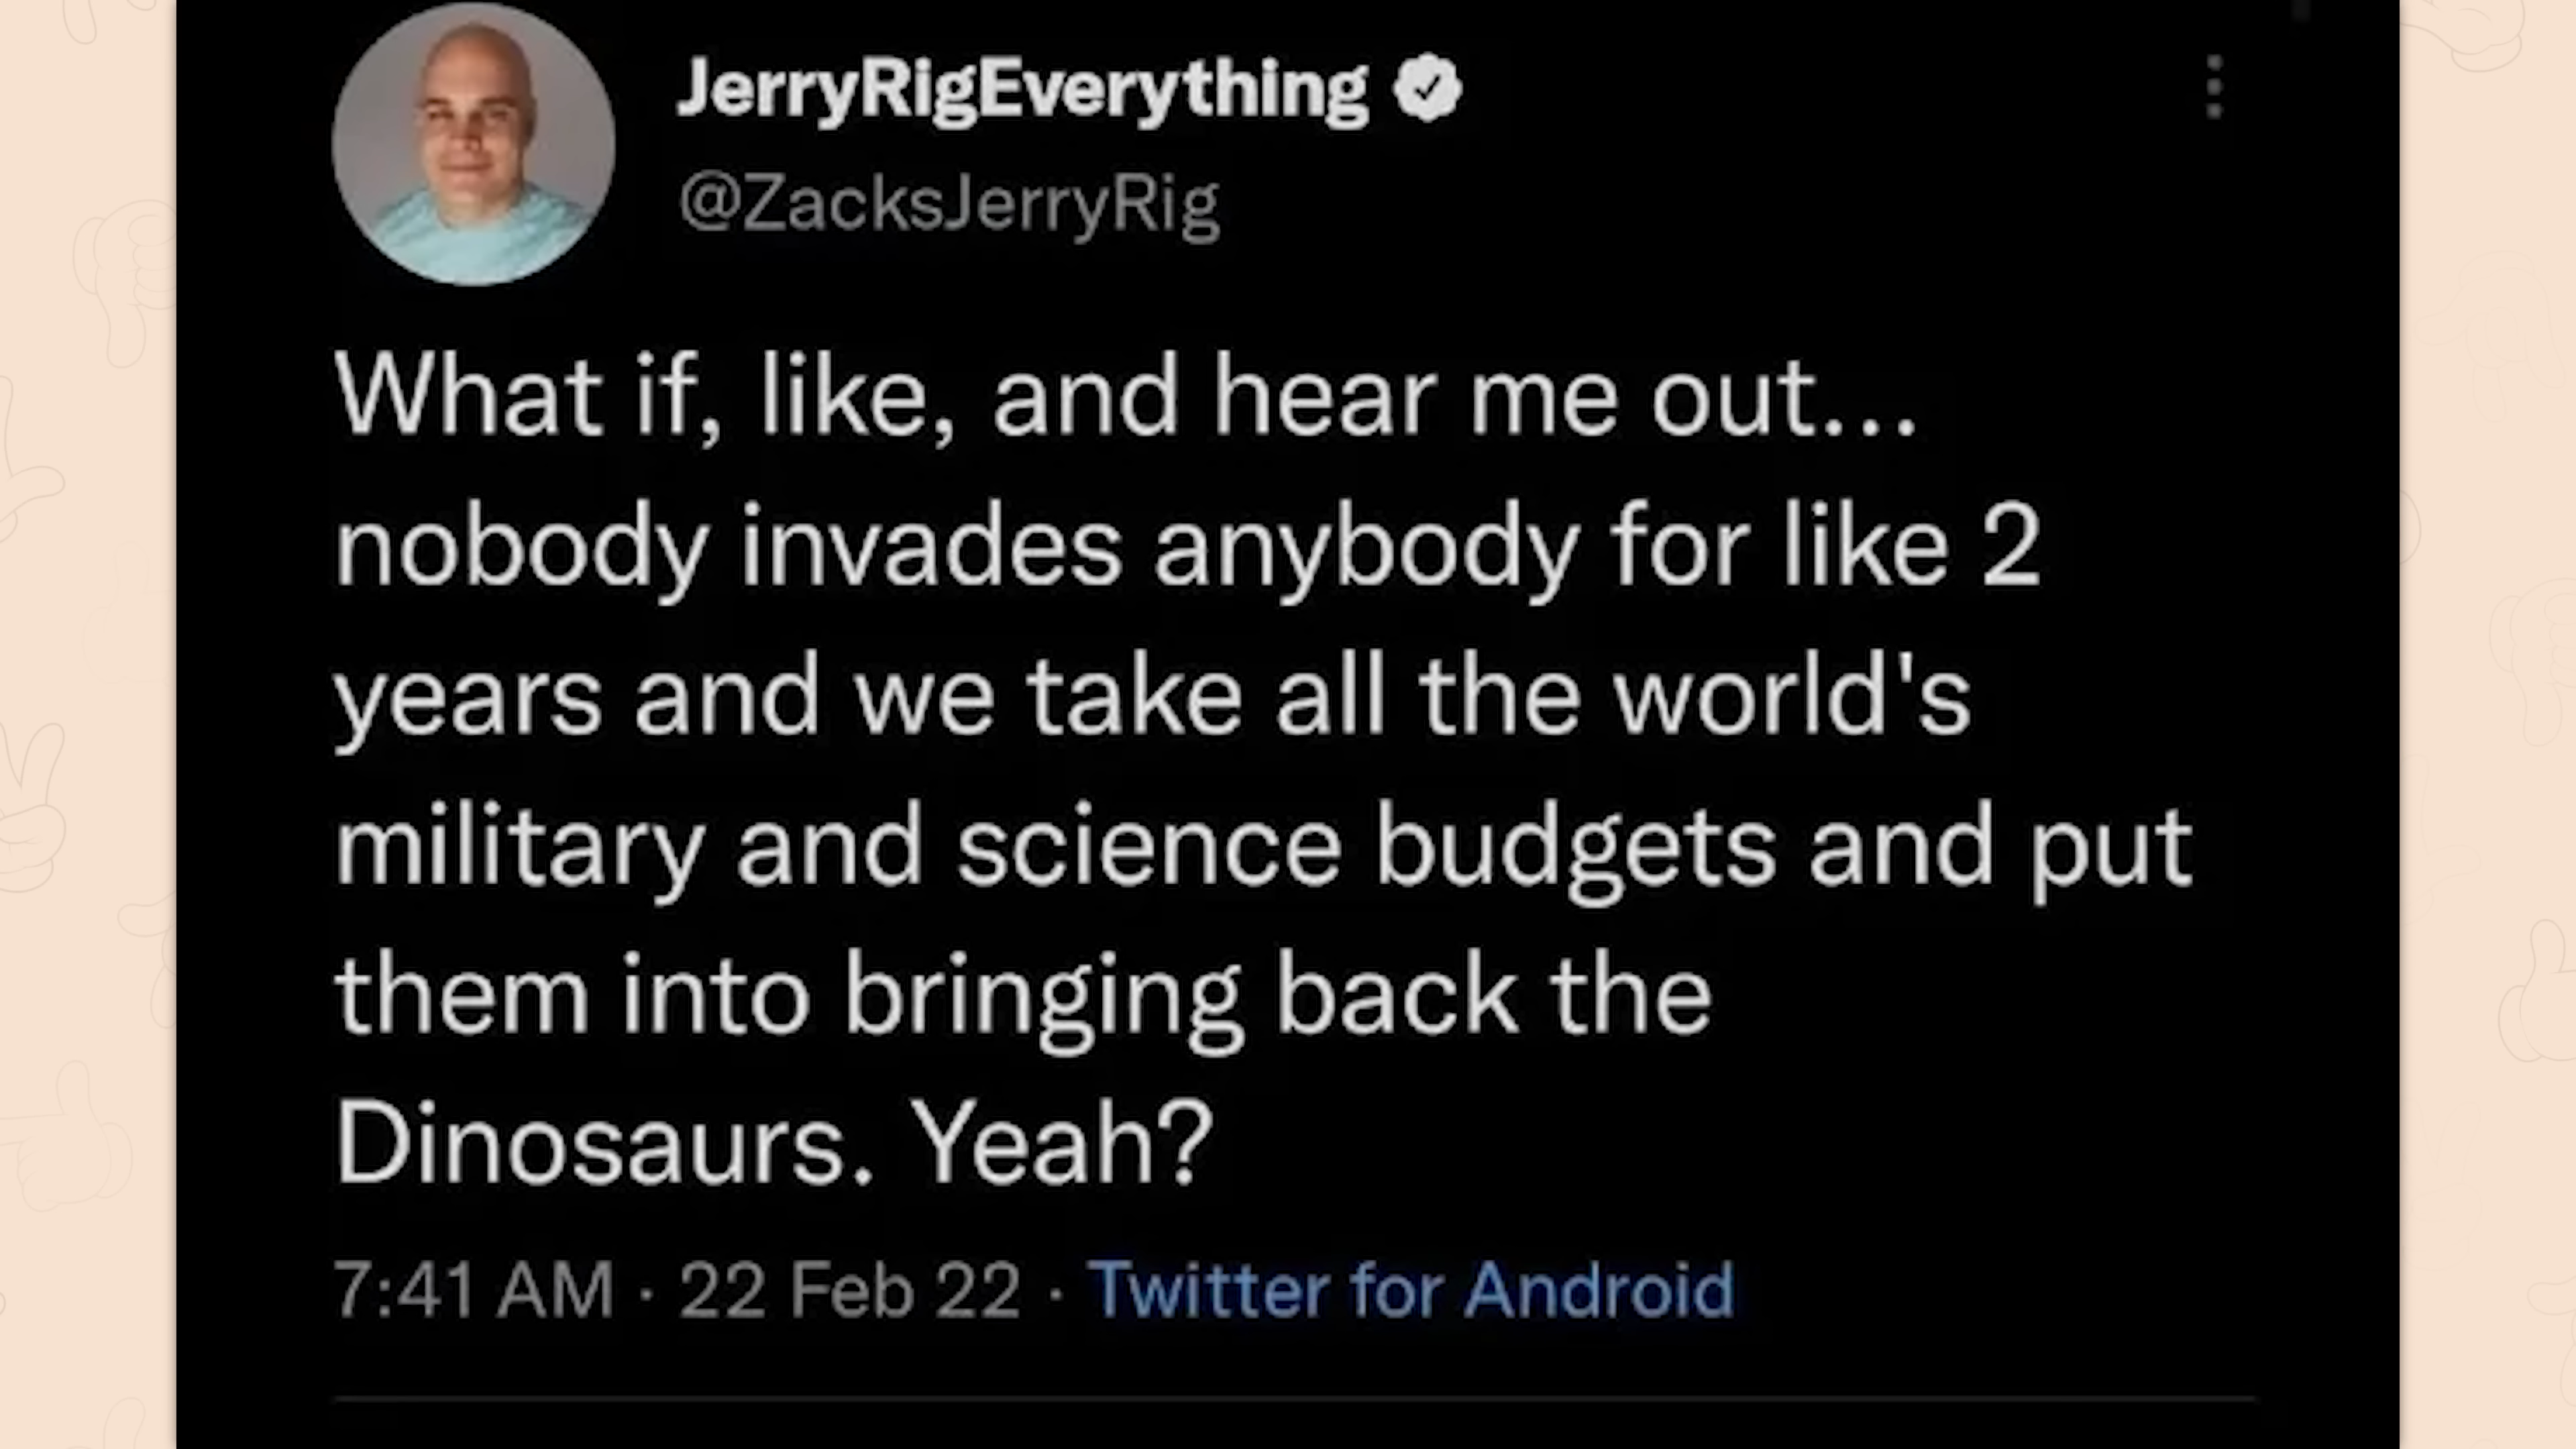 JerryRigEverything
@ZacksJerryRig
What if, like, and hear me out...
nobody invades anybody for like 2
years and we take all the world's
military and science budgets and put
them into bringing back the
Dinosaurs. Yeah?
7:41 AM · 22 Feb 22 · Twitter for Android